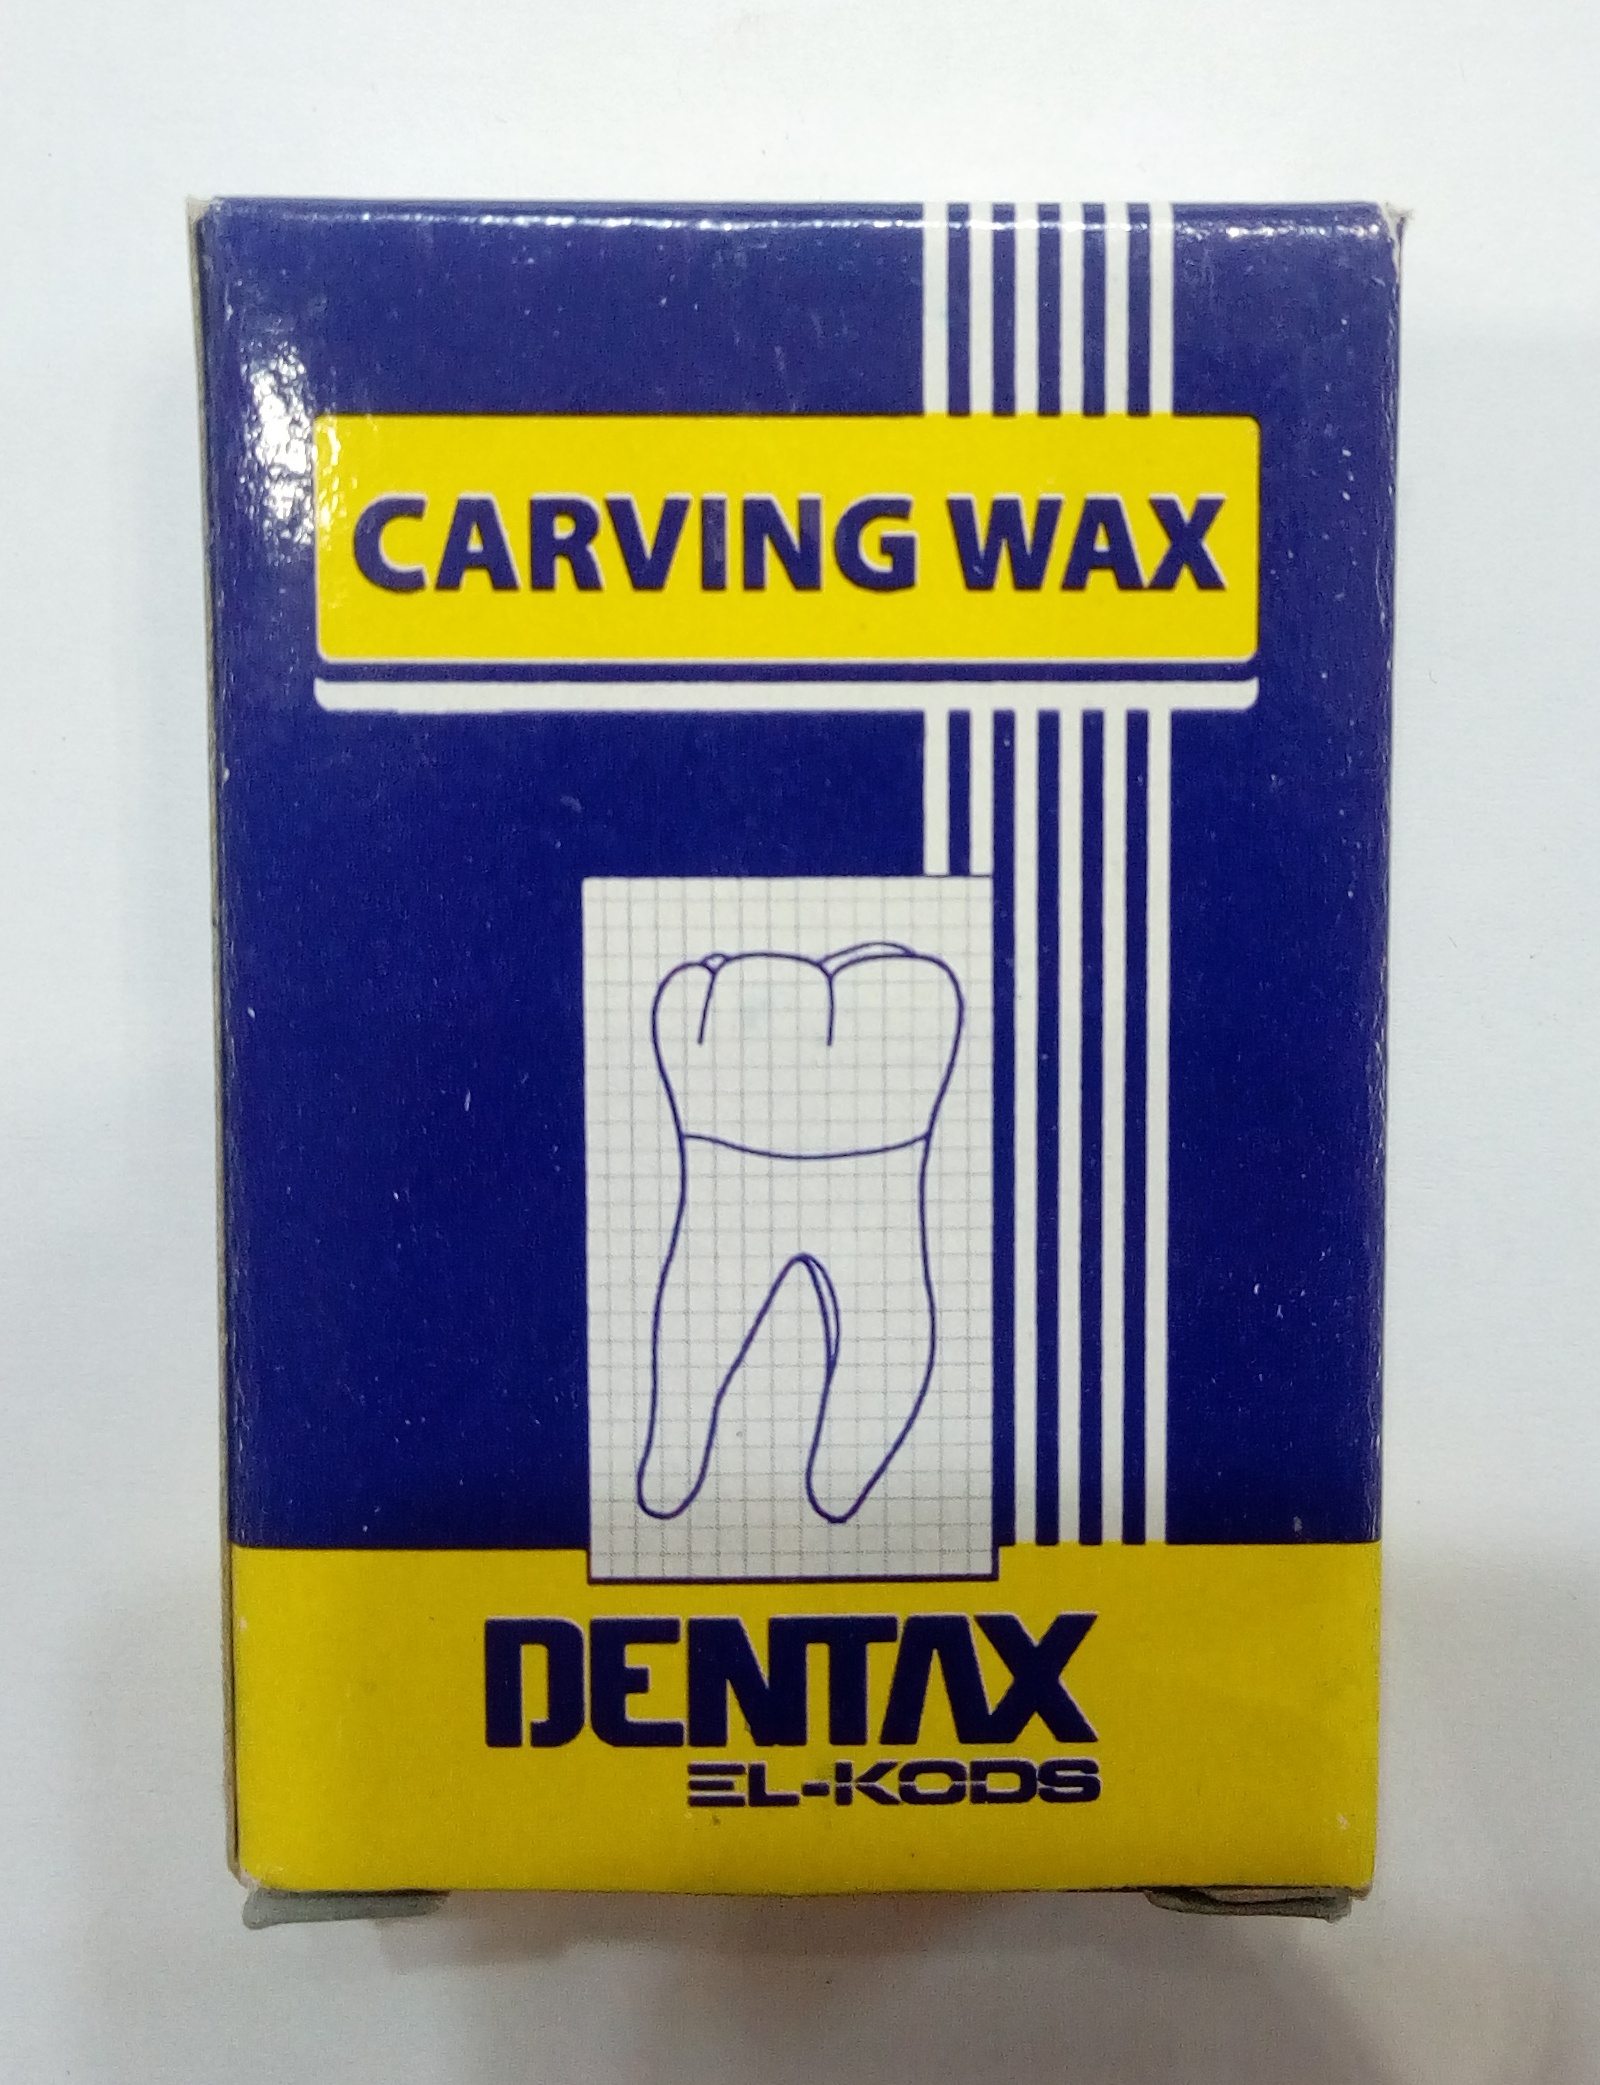 CARVING WAX
DENTAX
EL-KODS